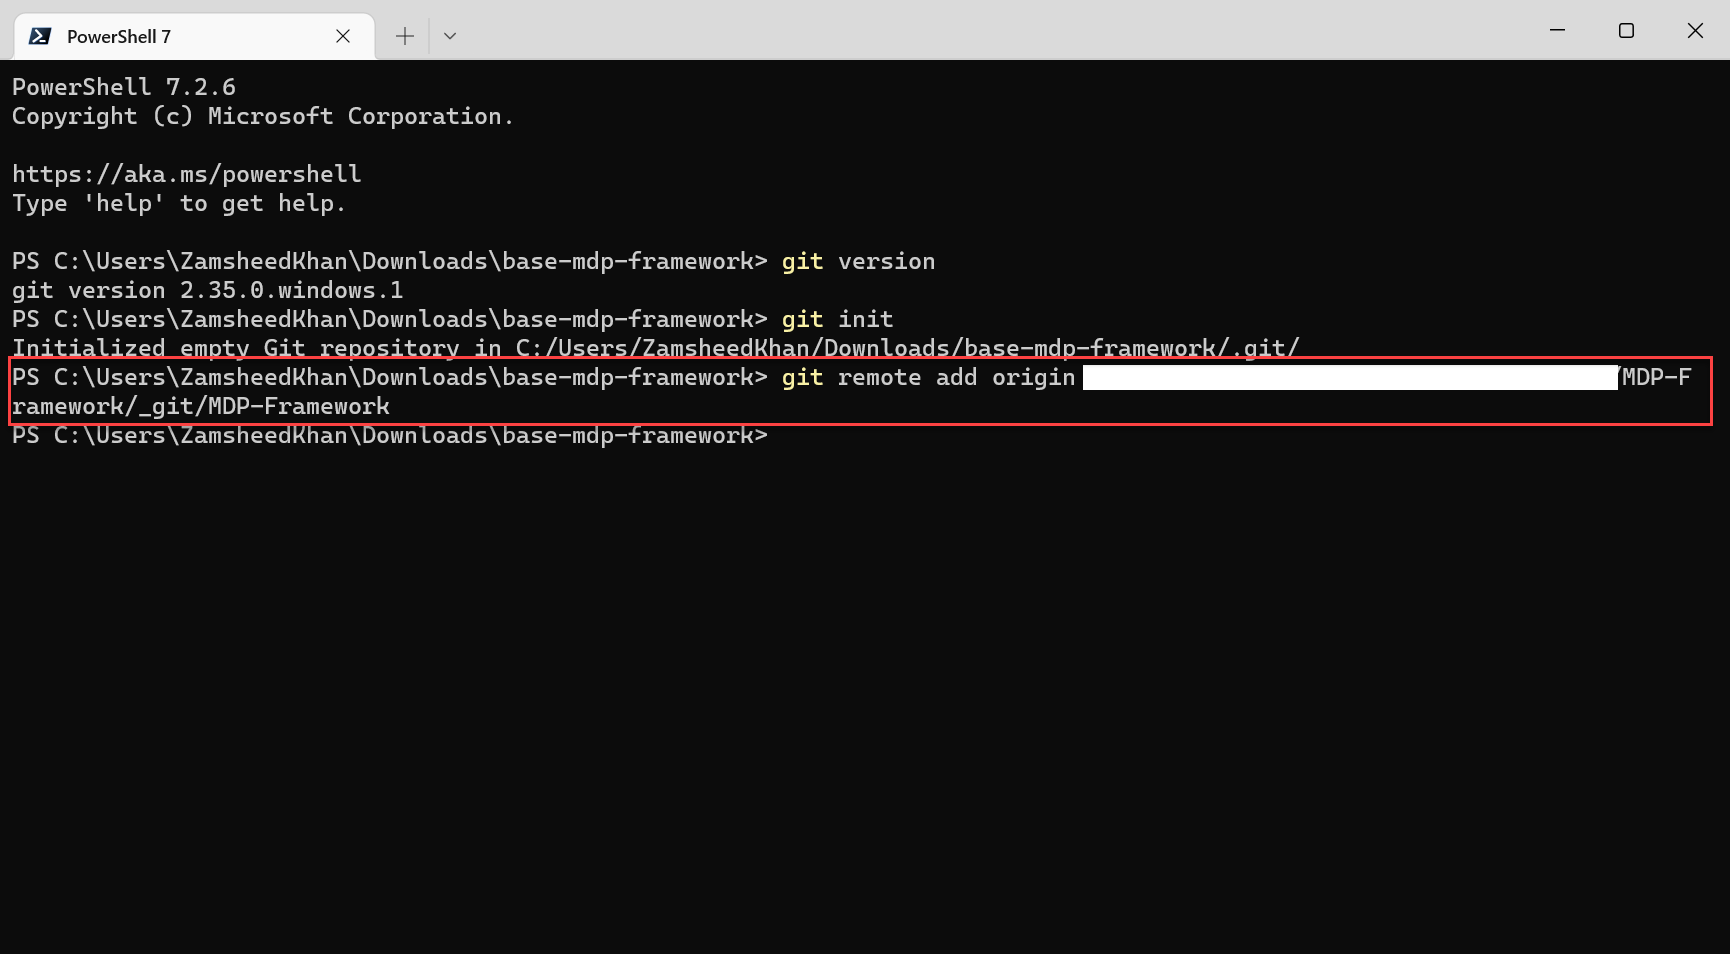 PowerShell 7
PowerShell 7.2.6
Copyright (c) Microsoft Corporation.
https://aka.ms/powershell
Type 'help' to get help.
PS C:\Users\ZamsheedKhan\Downloads\base-mdp-framework> git version
git version 2.35.0.windows.1
PS C:\Users\ZamsheedKhan\Downloads\base-mdp-framework> git init
Initialized empty Git repository in C:/Users/ZamsheedKhan/Downloads/base-mdp-framework/.git/
PS C:\Users\ZamsheedKhan\Downloads\base-mdp-framework> git remote add origin /MDP-F
ramework/_git/MDP-Framework
PS C:\Users\ZamsheedKhan\Downloads\base-mdp-framework>